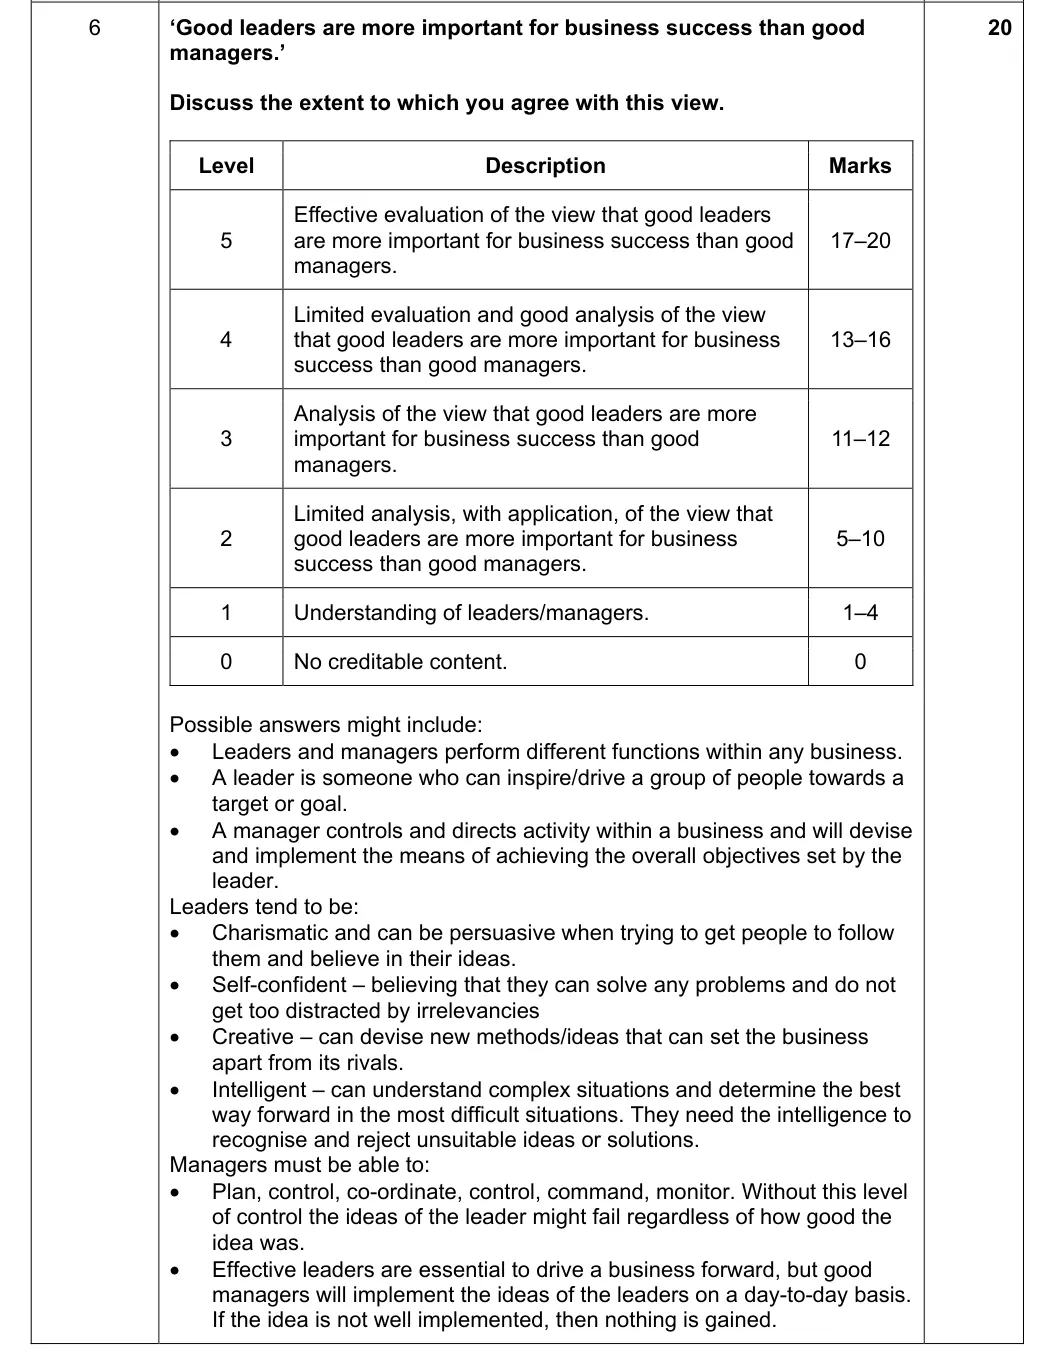 6 ‘Good leaders are more important for business success than good 20
managers.’
Discuss the extent to which you agree with this view.
Level Description Marks
Effective evaluation of the view that good leaders
5 are more important for business success than good 17–20
managers.
Limited evaluation and good analysis of the view
4 that good leaders are more important for business 13–16
success than good managers.
Analysis of the view that good leaders are more
3 important for business success than good 11–12
managers.
Limited analysis, with application, of the view that
2 good leaders are more important for business 5–10
success than good managers.
1 Understanding of leaders/managers. 1–4
0 No creditable content. 0
Possible answers might include:
• Leaders and managers perform different functions within any business.
• A leader is someone who can inspire/drive a group of people towards a
target or goal.
• A manager controls and directs activity within a business and will devise
and implement the means of achieving the overall objectives set by the
leader.
Leaders tend to be:
• Charismatic and can be persuasive when trying to get people to follow
them and believe in their ideas.
• Self-confident – believing that they can solve any problems and do not
get too distracted by irrelevancies
• Creative – can devise new methods/ideas that can set the business
apart from its rivals.
• Intelligent – can understand complex situations and determine the best
way forward in the most difficult situations. They need the intelligence to
recognise and reject unsuitable ideas or solutions.
Managers must be able to:
• Plan, control, co-ordinate, control, command, monitor. Without this level
of control the ideas of the leader might fail regardless of how good the
idea was.
• Effective leaders are essential to drive a business forward, but good
managers will implement the ideas of the leaders on a day-to-day basis.
If the idea is not well implemented, then nothing is gained.